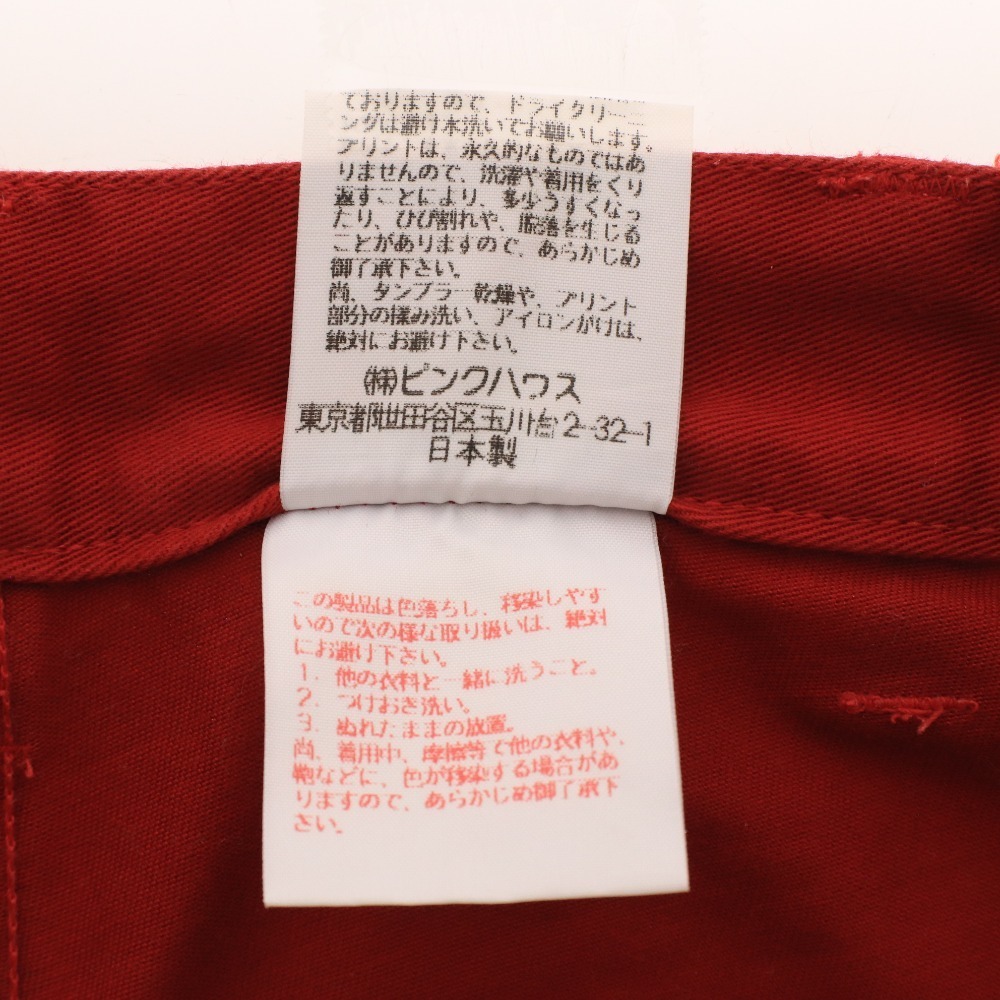 ておりますので、ドライクリーニ
ングは避け水洗いでお願いします。
プリントは、永久的なものではあ
りませんので、洗濯や着用をくり
返すことにより、多少うすくなっ
たり、ひび割れや、脱落を生じる
ことがありますので、あらかじめ
御了承下さい。
尚、タンブラー乾燥や、プリント
部分の揉み洗い、アイロンがけは、
絶対にお避け下さい。
㈱ピンクハウス
東京都世田谷区玉川台2-32-1
日本製
この製品は色落ちし、移染しやす
いので次の様な取り扱いは、絶対
にお避け下さい。
1. 他の衣料と一緒に洗うこと。
2. つけおき洗い。
3. ぬれたままの放置。
尚、着用中、摩擦等で他の衣料や、
鞄などに、色が移染する場合があ
りますので、あらかじめ御了承下
さい。